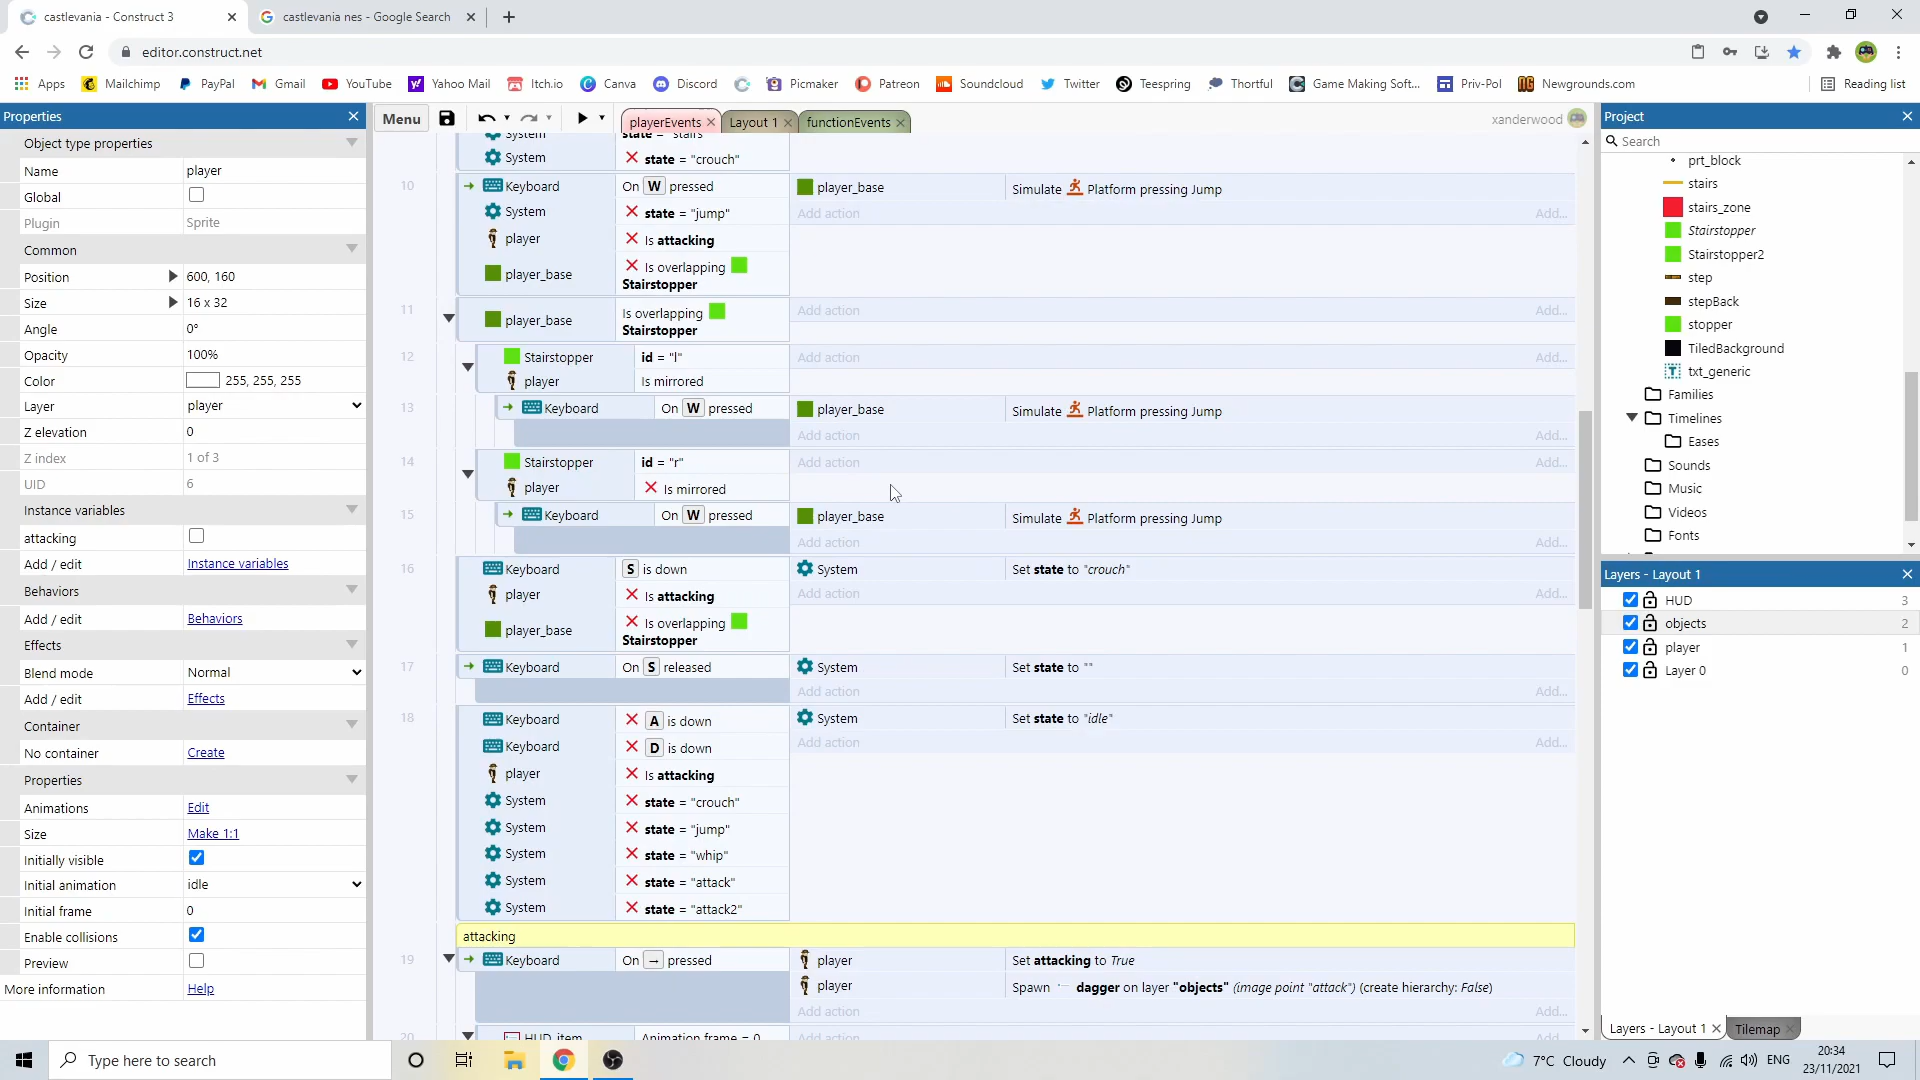 castlevania - Construct 3
castlevania nes - Google Search
editor.construct.net
Apps
Mailchimp
PayPal
Gmail
YouTube
Yahoo Mail
Itch.io
Canva
Discord
Picmaker
Patreon
Soundcloud
Twitter
Teespring
Thortful
Game Making Soft...
Priv-Pol
Newgrounds.com
Reading list
Properties
Object type properties
Name player
Global
Plugin Sprite
Common
Position 600, 160
Size 16 x 32
Angle 0°
Opacity 100%
Color 255, 255, 255
Layer player
Z elevation 0
Z index 1 of 3
UID 6
Instance variables
attacking
Add / edit Instance variables
Behaviors
Add / edit Behaviors
Effects
Blend mode Normal
Add / edit Effects
Container
No container Create
Properties
Animations Edit
Size Make 1:1
Initially visible
Initial animation idle
Initial frame 0
Enable collisions
Preview
More information Help
Menu
playerEvents
Layout 1
functionEvents
xanderwood
System state = "stairs"
System state = "crouch"
10 Keyboard On W pressed player_base Simulate Platform pressing Jump
System state = "jump" Add action Add...
player Is attacking
player_base Is overlapping
Stairstopper
11 player_base Is overlapping Add action Add...
Stairstopper
12 Stairstopper id = "l" Add action Add...
player Is mirrored
13 Keyboard On W pressed player_base Simulate Platform pressing Jump
Add action Add...
14 Stairstopper id = "r" Add action Add...
player Is mirrored
15 Keyboard On W pressed player_base Simulate Platform pressing Jump
Add action Add...
16 Keyboard S is down System Set state to "crouch"
player Is attacking Add action Add...
player_base Is overlapping
Stairstopper
17 Keyboard On S released System Set state to ""
Add action Add...
18 Keyboard A is down System Set state to "idle"
Keyboard D is down Add action Add...
player Is attacking
System state = "crouch"
System state = "jump"
System state = "whip"
System state = "attack"
System state = "attack2"
attacking
19 Keyboard On → pressed player Set attacking to True
player Spawn dagger on layer "objects" (image point "attack") (create hierarchy: False)
Add action Add...
20 HUD_item Animation frame = 0 Add action Add...
Project
Search
prt_block
stairs
stairs_zone
Stairstopper
Stairstopper2
step
stepBack
stopper
TiledBackground
txt_generic
Families
Timelines
Eases
Sounds
Music
Videos
Fonts
Layers - Layout 1
HUD 3
objects 2
player 1
Layer 0 0
Layers - Layout 1
Tilemap
Type here to search
7°C Cloudy
ENG
20:34
23/11/2021